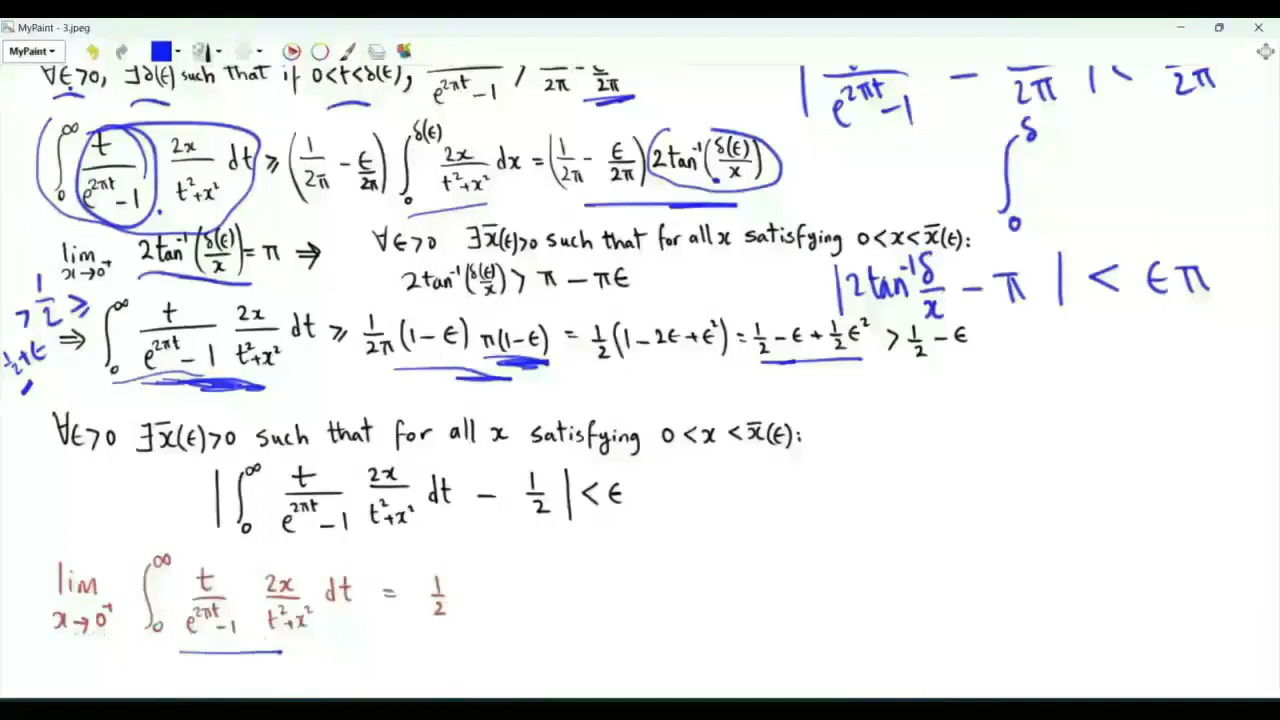 MyPaint - 3.jpeg
MyPaint
∀ϵ>0, ∃δ(ϵ) such that if 0<t<δ(ϵ), /(e^{2πt}-1) > /2π - ϵ/2π
| /(e^{2πt}-1) - /2π | < /2π
∫_0^∞ t/(e^{2πt}-1) · 2x/(t²+x²) dt ≥ (1/2π - ϵ/2π) ∫_0^{δ(ϵ)} 2x/(t²+x²) dx = (1/2π - ϵ/2π) 2tan⁻¹(δ(ϵ)/x)
∫_0^δ
lim_{x→0⁺} 2tan⁻¹(δ(ϵ)/x) = π ⇒ ∀ϵ>0 ∃x̄(ϵ)>0 such that for all x satisfying 0<x<x̄(ϵ):
2tan⁻¹(δ(ϵ)/x) > π - πϵ
|2tan⁻¹ δ/x - π| < ϵπ
> 1/2 ≥
1/2+ϵ
⇒ ∫_0^∞ t/(e^{2πt}-1) 2x/(t²+x²) dt ≥ 1/2π (1-ϵ) π(1-ϵ) = 1/2 (1-2ϵ+ϵ²) = 1/2 - ϵ + 1/2 ϵ² > 1/2 - ϵ
∀ϵ>0 ∃x̄(ϵ)>0 such that for all x satisfying 0<x<x̄(ϵ):
| ∫_0^∞ t/(e^{2πt}-1) 2x/(t²+x²) dt - 1/2 | < ϵ
lim_{x→0⁺} ∫_0^∞ t/(e^{2πt}-1) 2x/(t²+x²) dt = 1/2